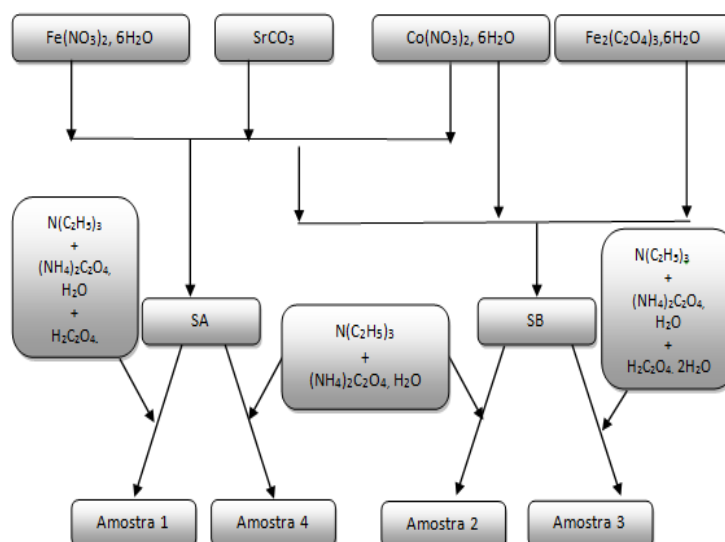 Fe(NO₃)₂, 6H₂O
SrCO₃
Co(NO₃)₂, 6H₂O
Fe₂(C₂O₄)₃,6H₂O
N(C₂H₅)₃
+
(NH₄)₂C₂O₄,
H₂O
+
H₂C₂O₄,
SA
N(C₂H₅)₃
+
(NH₄)₂C₂O₄, H₂O
SB
N(C₂H₅)₃
+
(NH₄)₂C₂O₄,
H₂O
+
H₂C₂O₄, 2H₂O
Amostra 1
Amostra 4
Amostra 2
Amostra 3